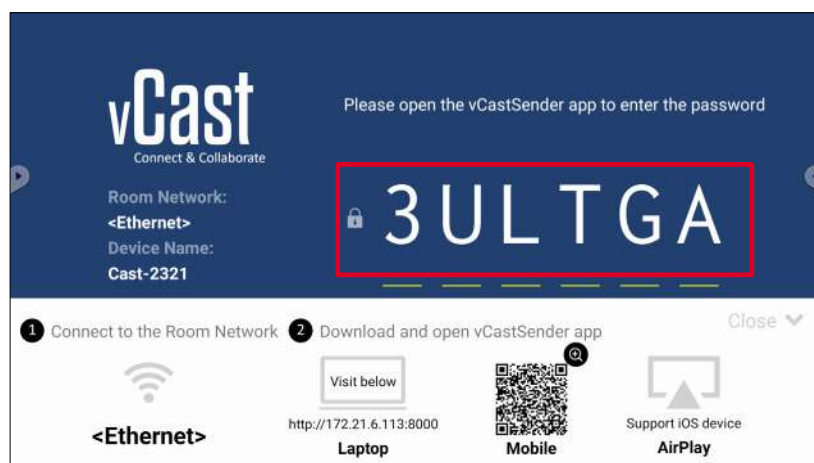 vCast
Connect & Collaborate
Please open the vCastSender app to enter the password
Room Network:
<Ethernet>
Device Name:
Cast-2321
3ULTGA
1 Connect to the Room Network
2 Download and open vCastSender app
Close
<Ethernet>
Visit below
http://172.21.6.113:8000
Laptop
Mobile
Support iOS device
AirPlay